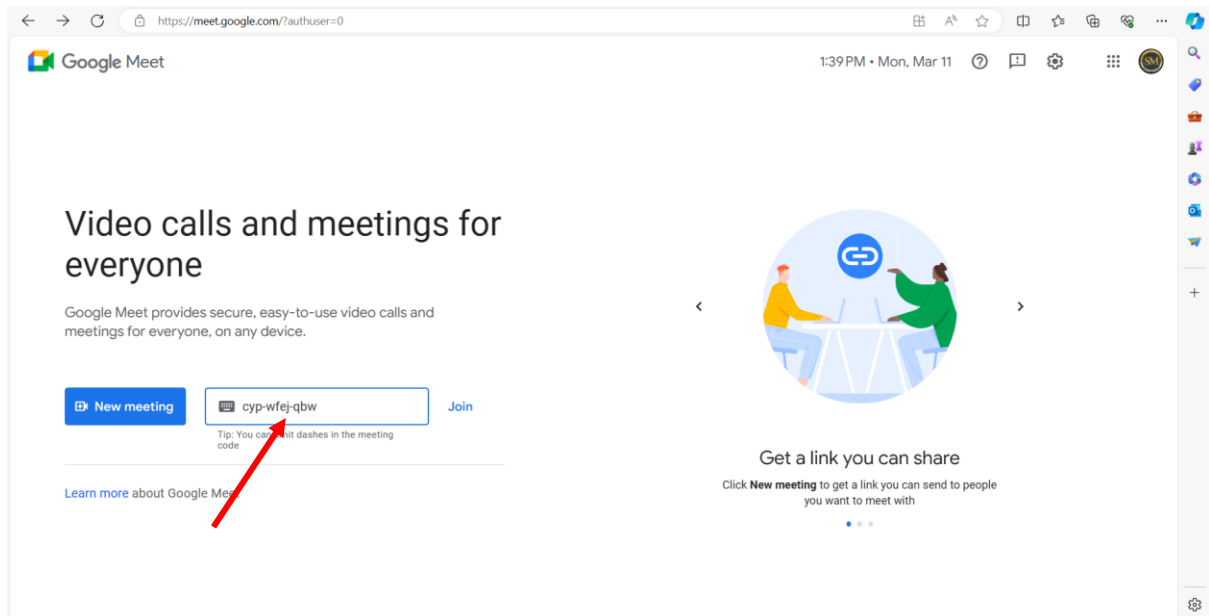 https://meet.google.com/?authuser=0
Google Meet
1:39 PM • Mon, Mar 11
SM
Video calls and meetings for
everyone
Google Meet provides secure, easy-to-use video calls and
meetings for everyone, on any device.
New meeting
cyp-wfej-qbw
Join
Tip: You can dashes in the meeting
code
Learn more about Google
Get a link you can share
Click New meeting to get a link you can send to people
you want to meet with